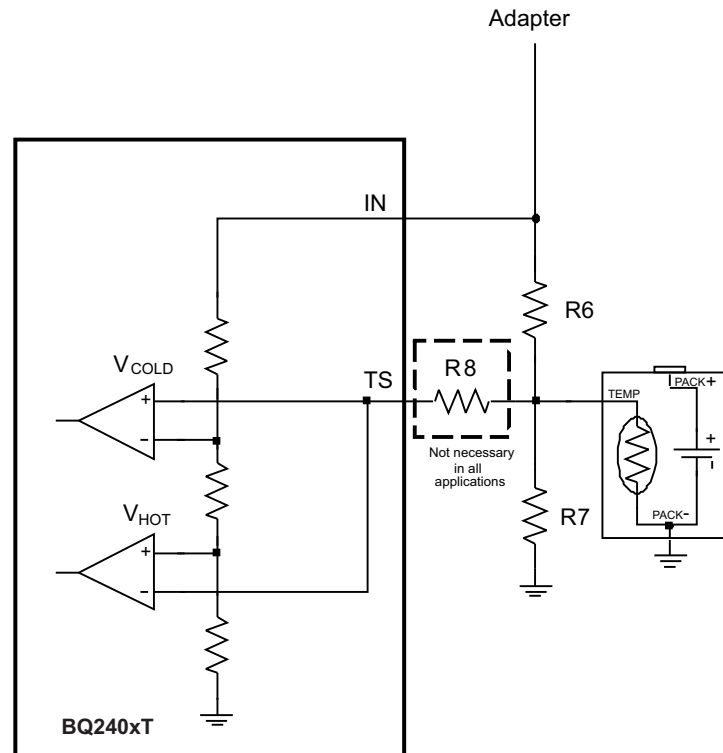 Adapter
IN
R6
VCOLD
TS
R8
PACK+
TEMP
+
-
+
-
Not necessary
in all
applications
VHOT
R7
PACK-
+
-
BQ240xT